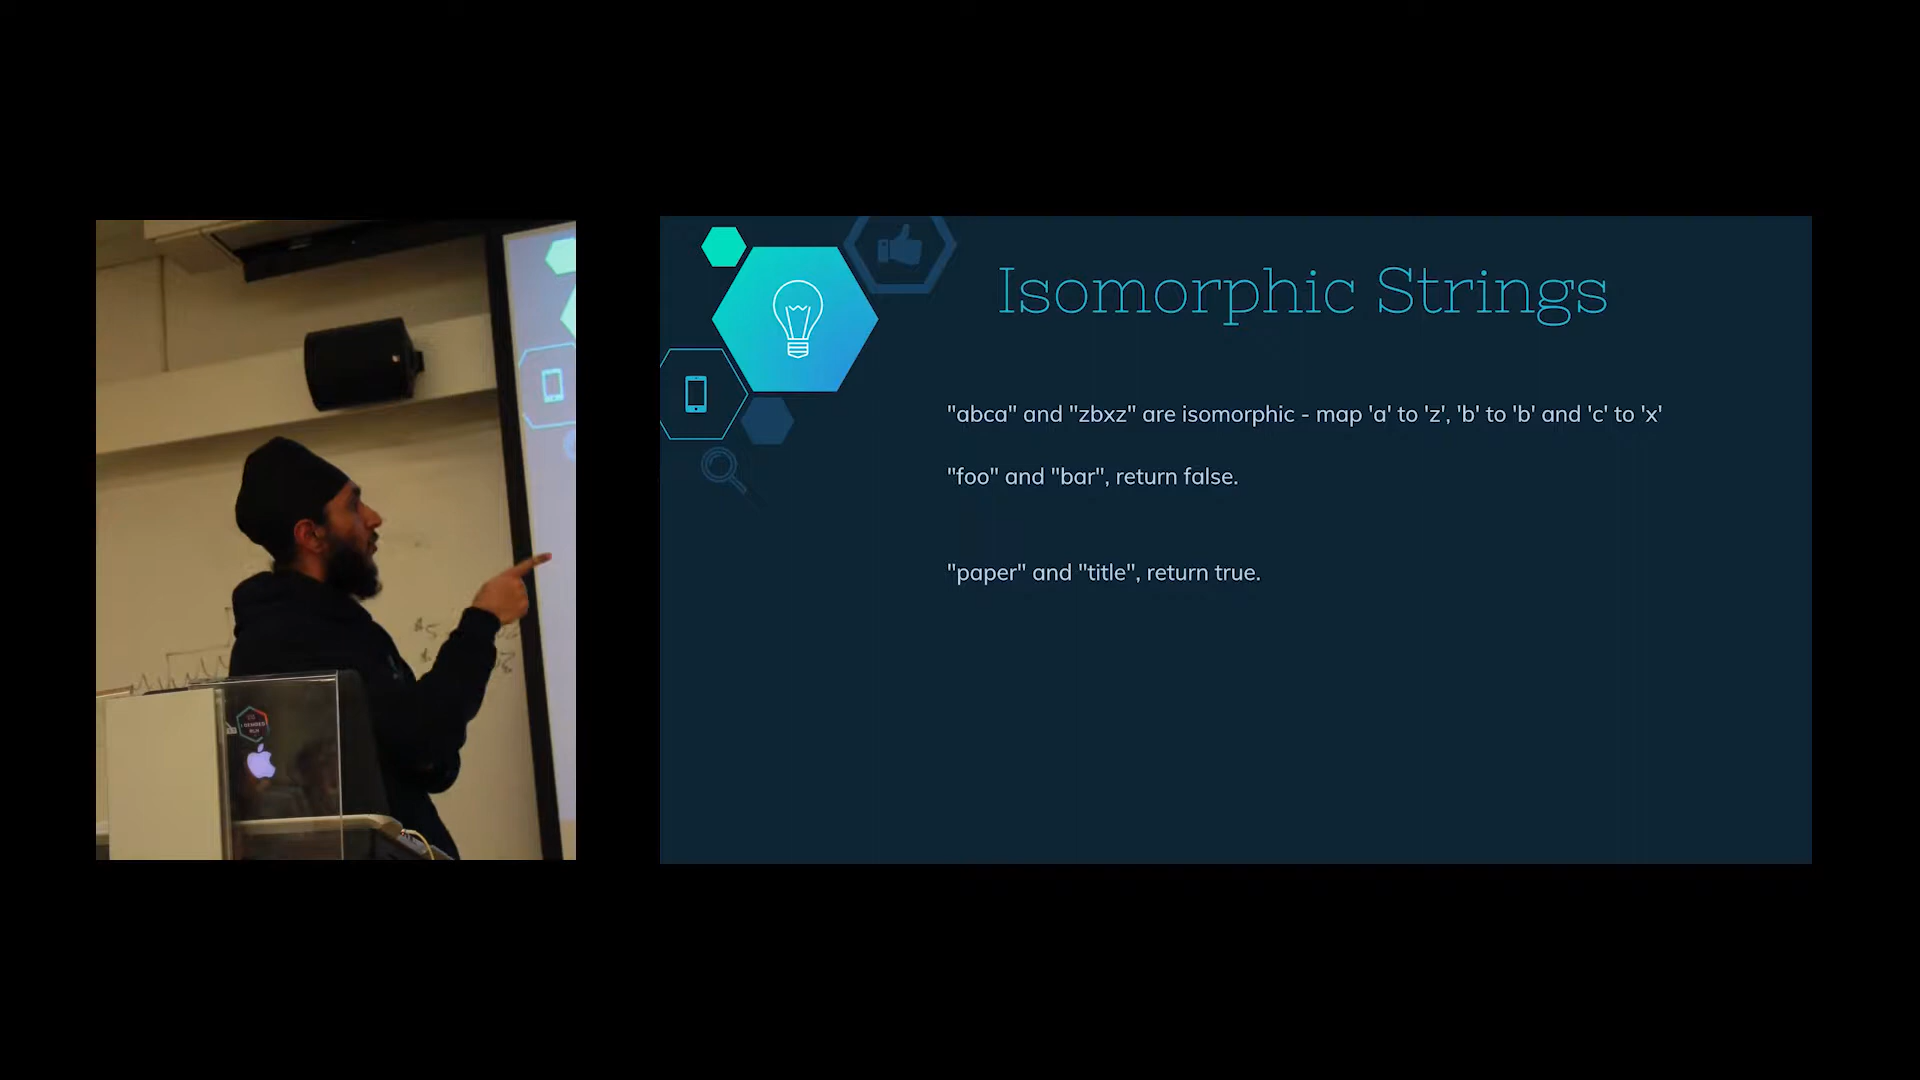 Isomorphic Strings
"abca" and "zbxz" are isomorphic - map 'a' to 'z', 'b' to 'b' and 'c' to 'x'
"foo" and "bar", return false.
"paper" and "title", return true.